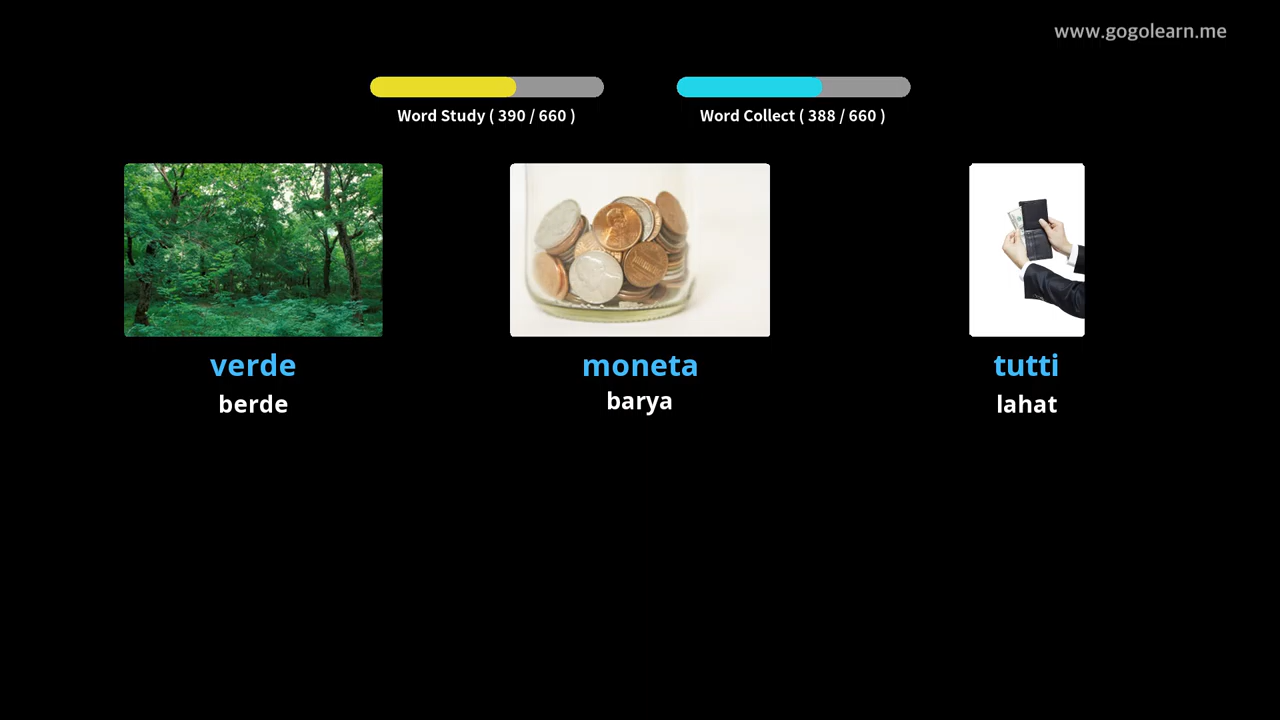 www.gogolearn.me
Word Study ( 390 / 660 )
Word Collect ( 388 / 660 )
verde
berde
moneta
barya
tutti
lahat